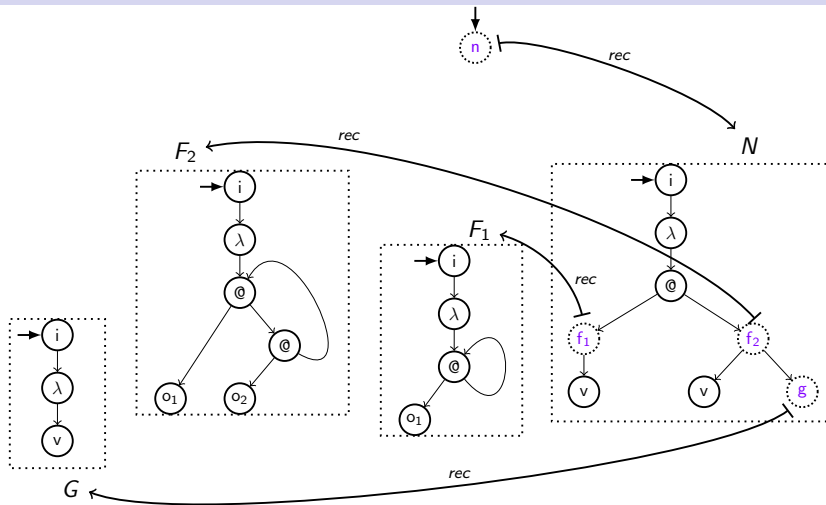 n
rec
N
rec
F₂
i
i
λ
F₁
λ
i
rec
@
@
λ
i
@
f₁
f₂
@
λ
o₁
o₂
v
v
g
o₁
v
rec
G